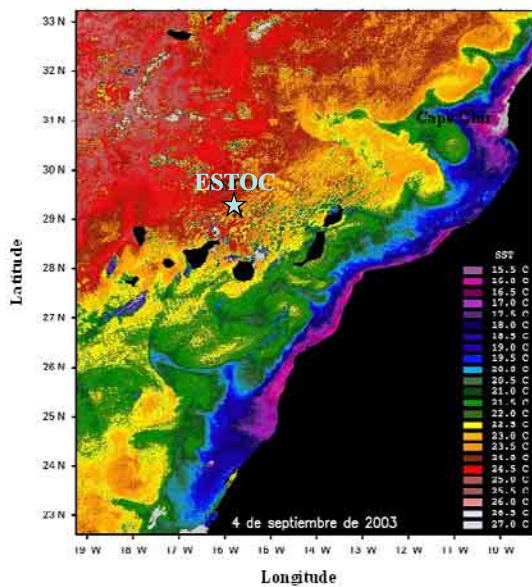 33 N
32 N
31 N
30 N
29 N
28 N
27 N
26 N
25 N
24 N
23 N
Latitude
Cape Ghir
ESTOC
SST
15.5 C
16.0 C
16.5 C
17.0 C
17.5 C
18.0 C
18.5 C
19.0 C
19.5 C
20.0 C
20.5 C
21.0 C
21.5 C
22.0 C
22.5 C
23.0 C
23.5 C
24.0 C
24.5 C
25.0 C
25.5 C
26.0 C
26.5 C
27.0 C
4 de septiembre de 2003
19 W 18 W 17 W 16 W 15 W 14 W 13 W 12 W 11 W 10 W
Longitude